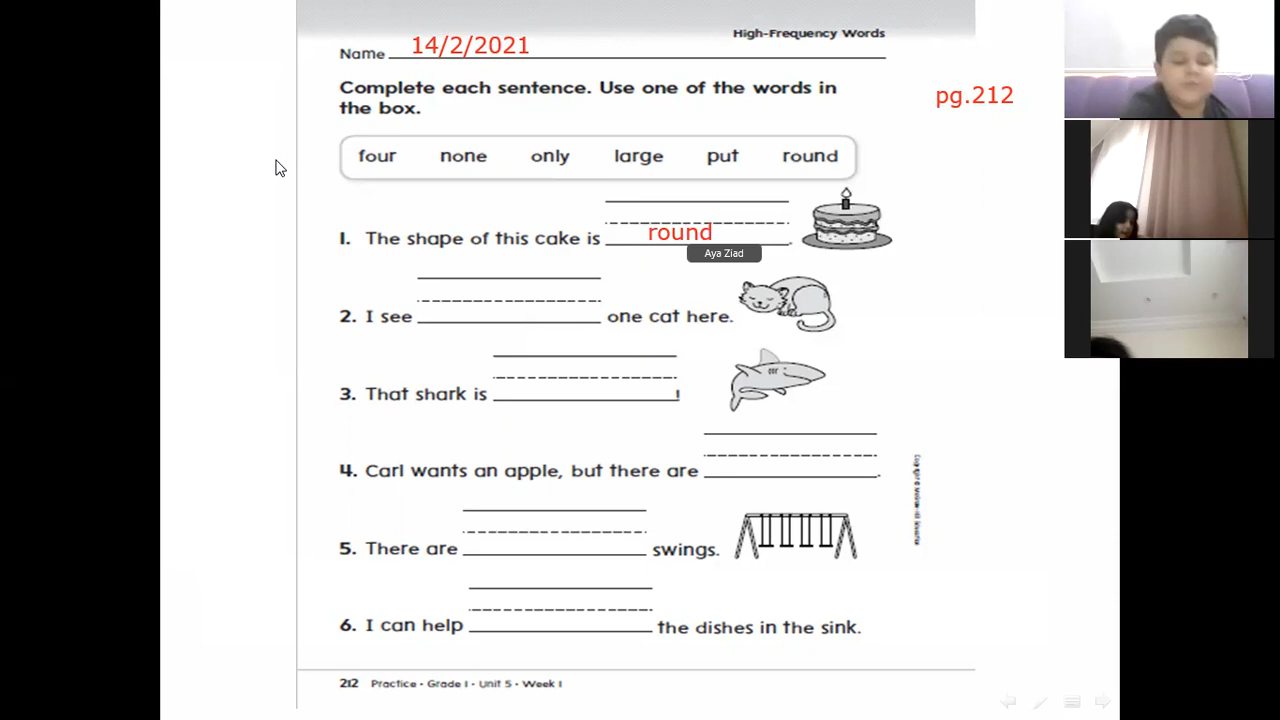 High-Frequency Words
Name 14/2/2021
pg.212
Complete each sentence. Use one of the words in
the box.
four none only large put round
1. The shape of this cake is round.
Aya Ziad
2. I see one cat here.
3. That shark is !
4. Carl wants an apple, but there are .
5. There are swings.
6. I can help the dishes in the sink.
212 Practice • Grade 1 • Unit 5 • Week 1